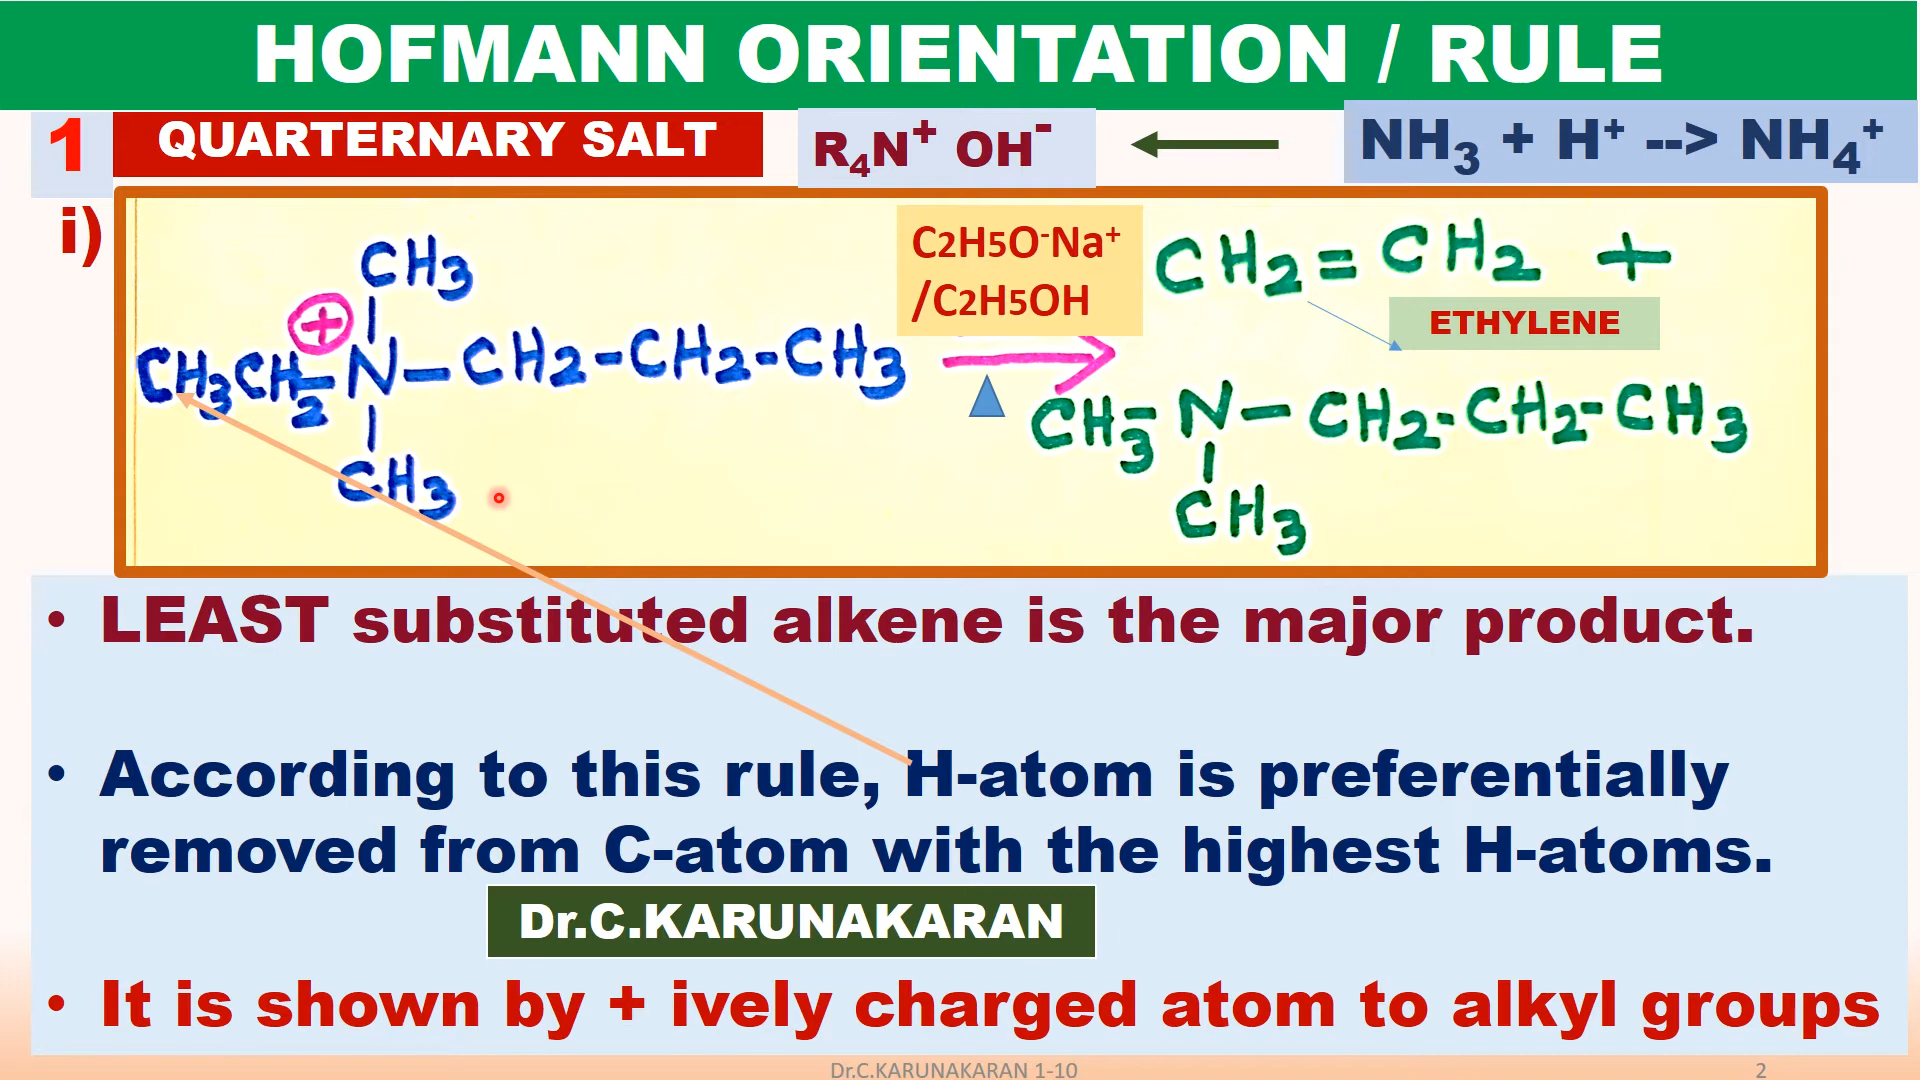 HOFMANN ORIENTATION / RULE
1 QUARTERNARY SALT R₄N⁺ OH⁻ NH₃ + H⁺ --> NH₄⁺
i)
CH₃
⊕
CH₃CH₂-N-CH₂-CH₂-CH₃
CH₃
C2H5O⁻Na⁺
/C2H5OH
CH₂=CH₂ +
ETHYLENE
CH₃-N-CH₂-CH₂-CH₃
CH₃
• LEAST substituted alkene is the major product.
• According to this rule, H-atom is preferentially
removed from C-atom with the highest H-atoms.
Dr.C.KARUNAKARAN
• It is shown by + ively charged atom to alkyl groups
Dr.C.KARUNAKARAN 1-10 2